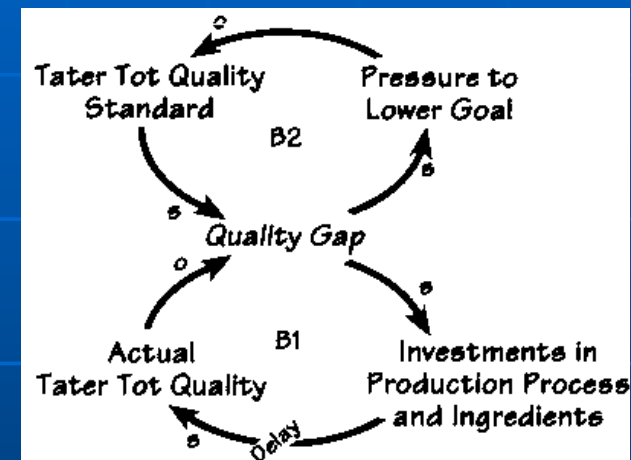 o
Tater Tot Quality
Standard
Pressure to
Lower Goal
B2
s
s
Quality Gap
o
s
B1
Actual
Tater Tot Quality
Investments in
Production Process
and Ingredients
s
Delay